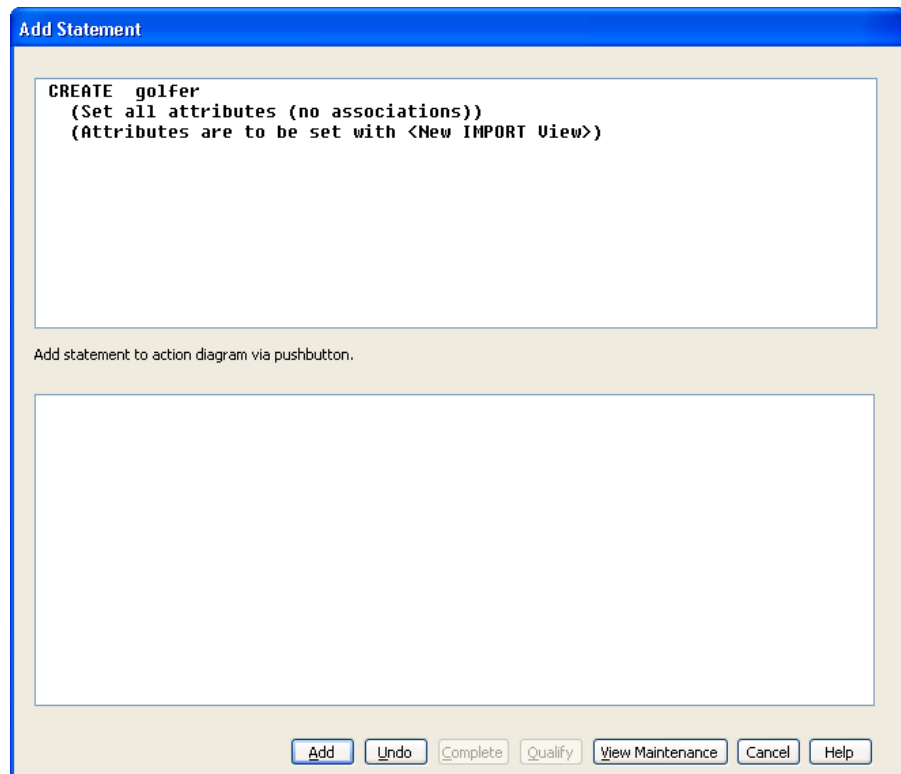 Add Statement
CREATE golfer
(Set all attributes (no associations))
(Attributes are to be set with <New IMPORT View>)
Add statement to action diagram via pushbutton.
Add Undo Complete Qualify View Maintenance Cancel Help